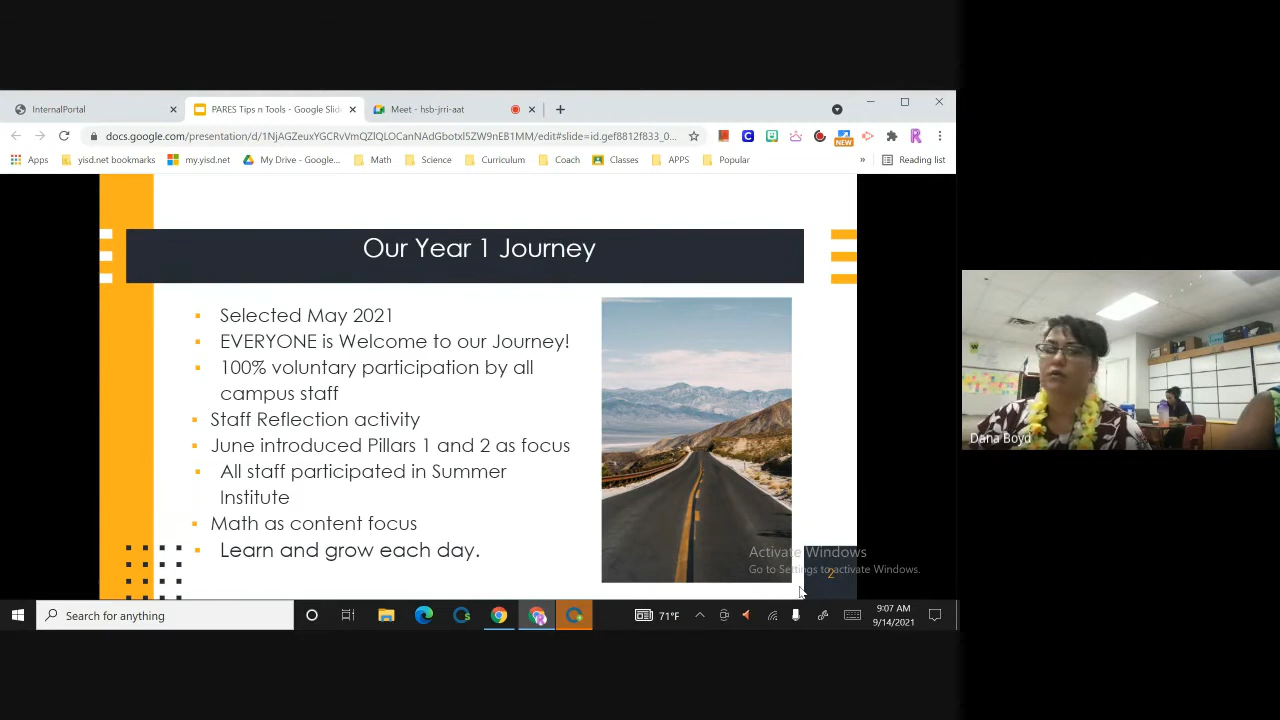 InternalPortal
PARES Tips n Tools - Google Slid
Meet - hsb-jrri-aat
docs.google.com/presentation/d/1NjAGZeuxYGCRvVmQZlQLOCanNAdGbotxl5ZW9nEB1MM/edit#slide=id.gef8812f833_0...
NEW
Apps
yisd.net bookmarks
my.yisd.net
My Drive - Google...
Math
Science
Curriculum
Coach
Classes
APPS
Popular
»
Reading list
Our Year 1 Journey
Selected May 2021
EVERYONE is Welcome to our Journey!
100% voluntary participation by all
campus staff
Staff Reflection activity
June introduced Pillars 1 and 2 as focus
All staff participated in Summer
Institute
Math as content focus
Learn and grow each day.
2
Activate Windows
Go to Settings to activate Windows.
Dana Boyd
Search for anything
71°F
9:07 AM
9/14/2021